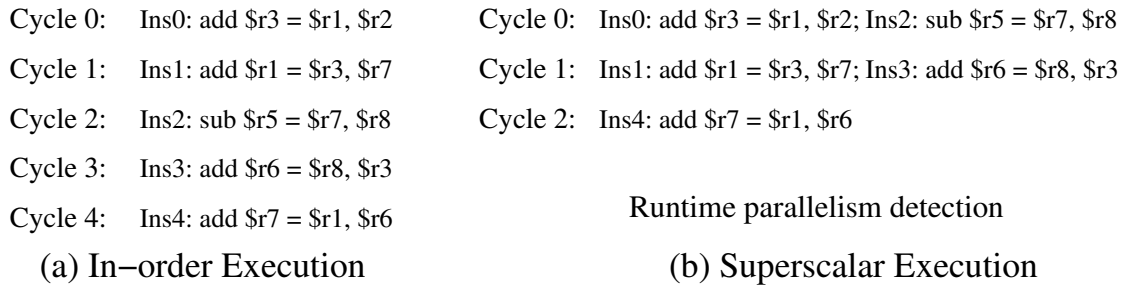 Cycle 0: Ins0: add $r3 = $r1, $r2
Cycle 1: Ins1: add $r1 = $r3, $r7
Cycle 2: Ins2: sub $r5 = $r7, $r8
Cycle 3: Ins3: add $r6 = $r8, $r3
Cycle 4: Ins4: add $r7 = $r1, $r6
(a) In−order Execution
Cycle 0: Ins0: add $r3 = $r1, $r2; Ins2: sub $r5 = $r7, $r8
Cycle 1: Ins1: add $r1 = $r3, $r7; Ins3: add $r6 = $r8, $r3
Cycle 2: Ins4: add $r7 = $r1, $r6
Runtime parallelism detection
(b) Superscalar Execution